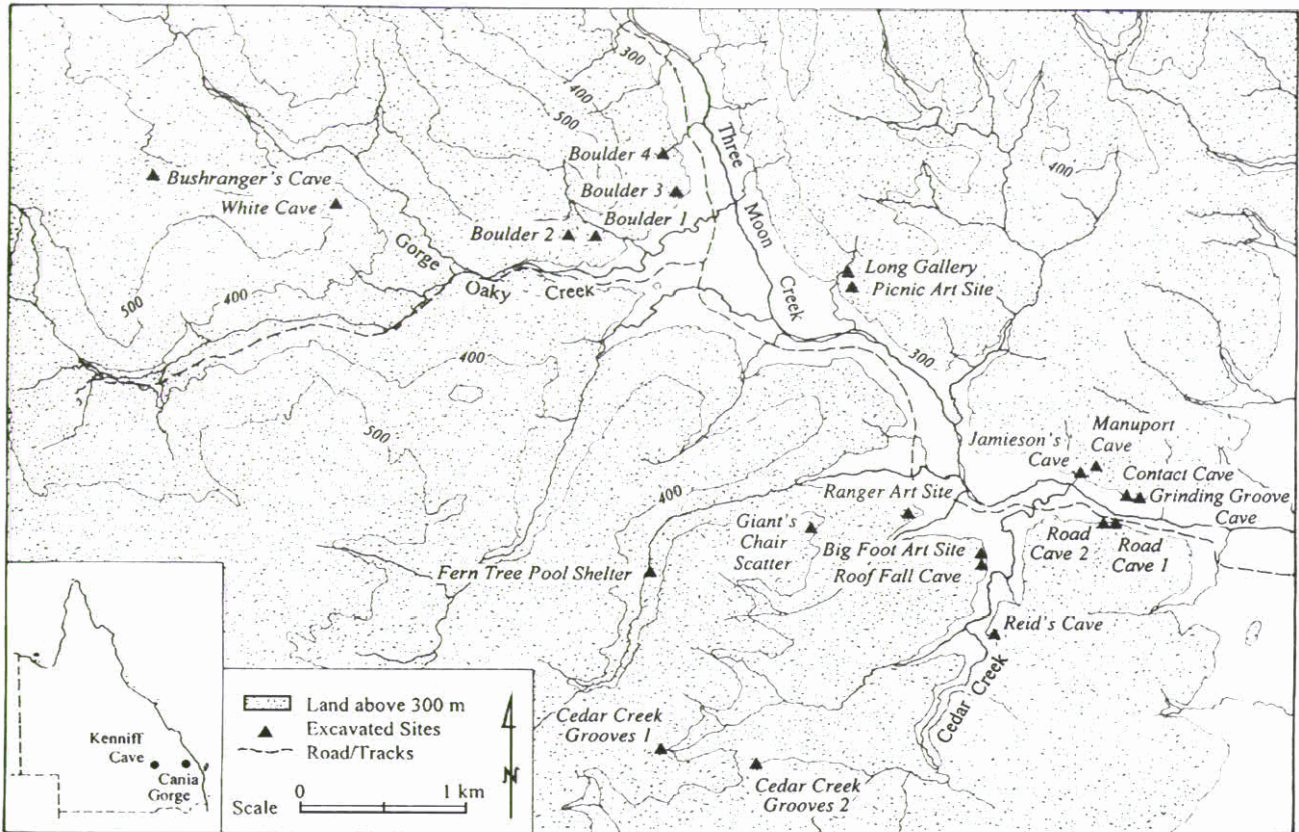 300
400
500
Three
Boulder 4
400
Bushranger's Cave
Boulder 3
White Cave
Boulder 1
Moon
Boulder 2
Gorge
Long Gallery
Oaky
Creek
Picnic Art Site
500
400
Creek
400
300
500
Manuport
Cave
Jamieson's
Cave
Contact Cave
Grinding Groove
Cave
400
Ranger Art Site
Giant's
Chair
Scatter
Road
Cave 2
Road
Cave 1
Big Foot Art Site
Roof Fall Cave
Fern Tree Pool Shelter
Reid's Cave
Cedar Creek
Cedar Creek
Grooves 1
Cedar Creek
Grooves 2
Kenniff
Cave
Cania
Gorge
Land above 300 m
Excavated Sites
Road/Tracks
N
0
1 km
Scale